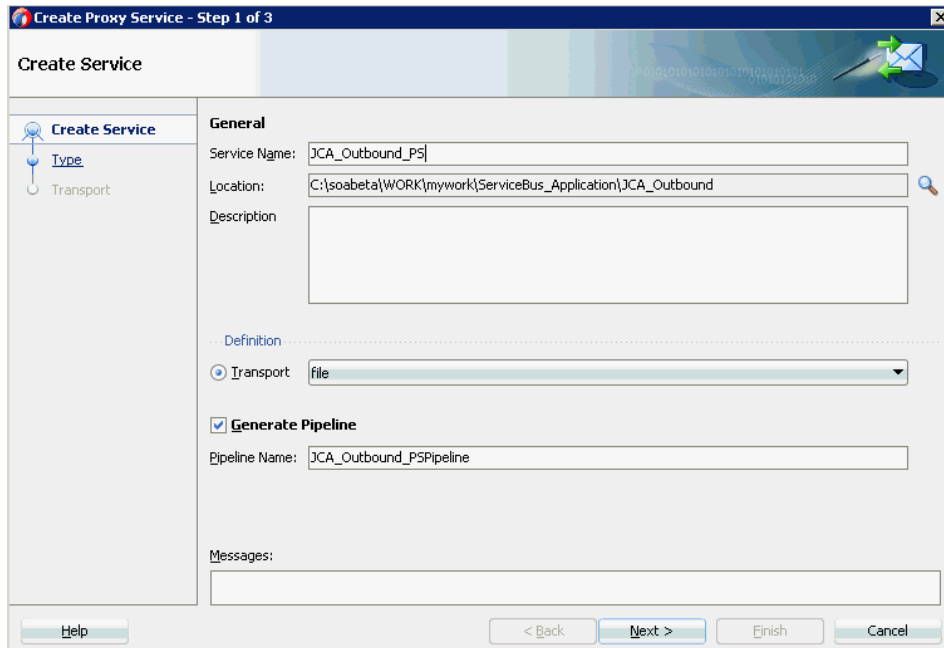 Create Proxy Service - Step 1 of 3
Create Service
Create Service
Type
Transport
General
Service Name: JCA_Outbound_PS
Location: C:\soabeta\WORK\mywork\ServiceBus_Application\JCA_Outbound
Description
Definition
Transport file
Generate Pipeline
Pipeline Name: JCA_Outbound_PSPipeline
Messages:
Help < Back Next > Finish Cancel